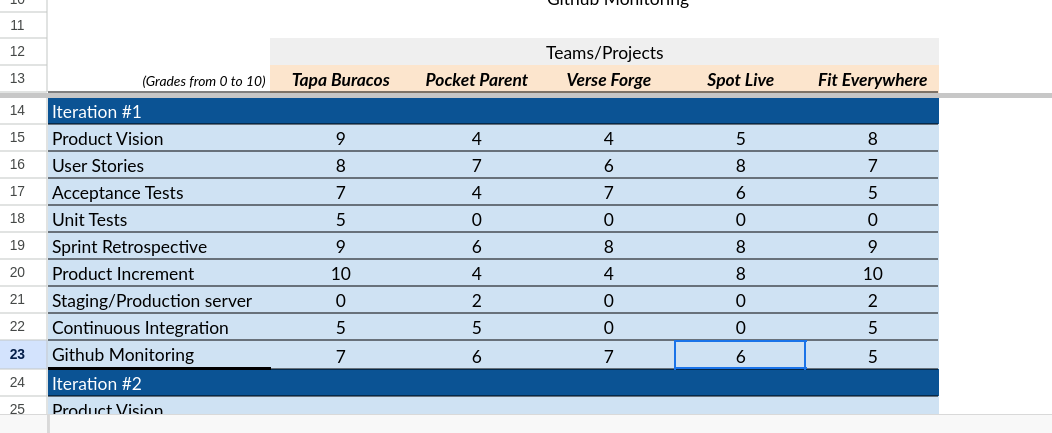 10 Github Monitoring
11
12 Teams/Projects
13 (Grades from 0 to 10) Tapa Buracos Pocket Parent Verse Forge Spot Live Fit Everywhere
14 Iteration #1
15 Product Vision 9 4 4 5 8
16 User Stories 8 7 6 8 7
17 Acceptance Tests 7 4 7 6 5
18 Unit Tests 5 0 0 0 0
19 Sprint Retrospective 9 6 8 8 9
20 Product Increment 10 4 4 8 10
21 Staging/Production server 0 2 0 0 2
22 Continuous Integration 5 5 0 0 5
23 Github Monitoring 7 6 7 6 5
24 Iteration #2
25 Product Vision